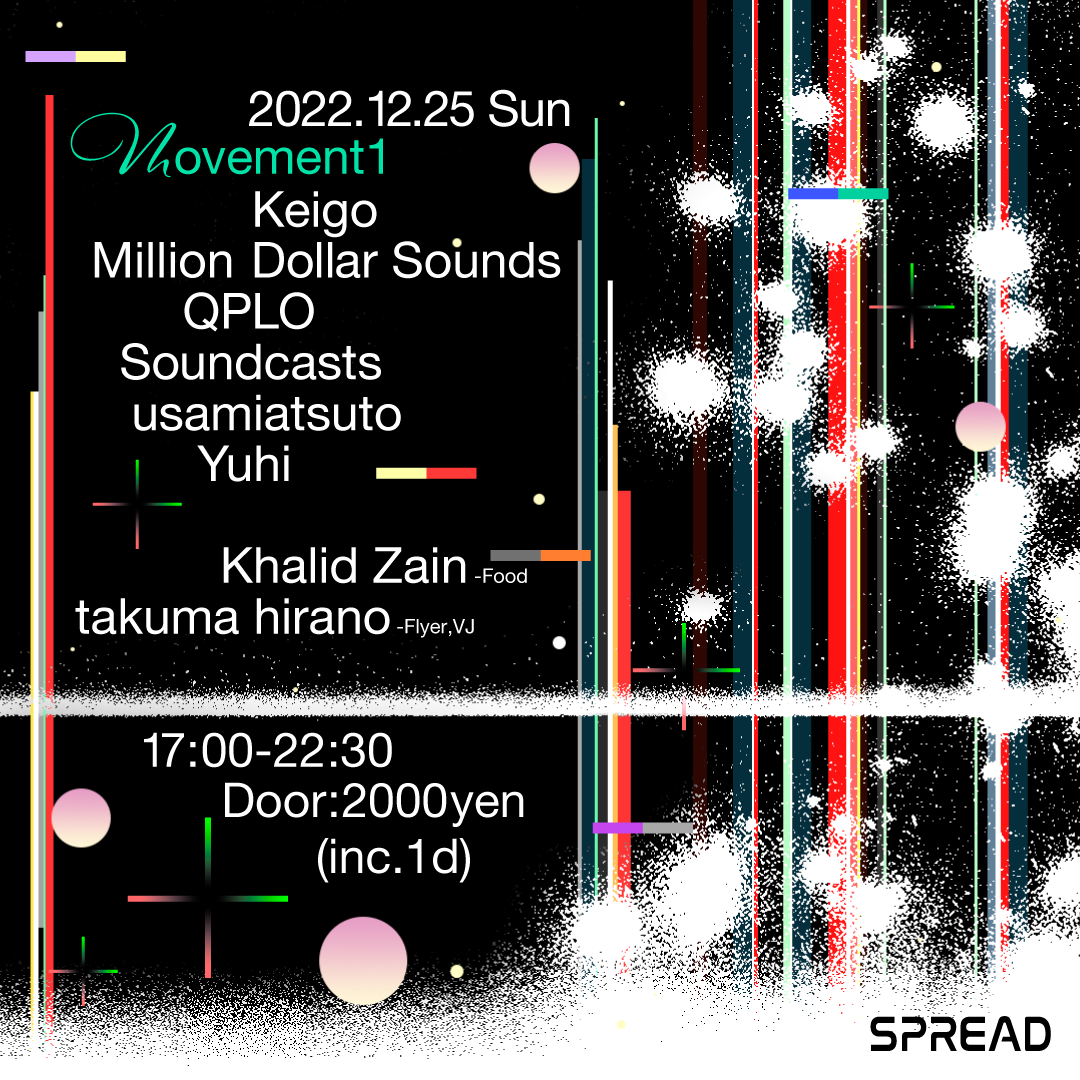 2022.12.25 Sun
Movement1
Keigo
Million Dollar Sounds
QPLO
Soundcasts
usamiatsuto
Yuhi
Khalid Zain -Food
takuma hirano -Flyer,VJ
17:00-22:30
Door:2000yen
(inc.1d)
SPREAD